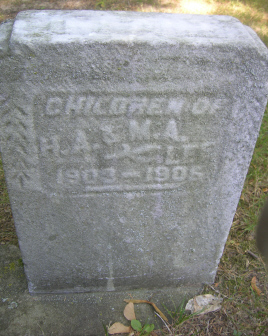 CHILDREN OF
H.A. & M.A.
1903 — 1905